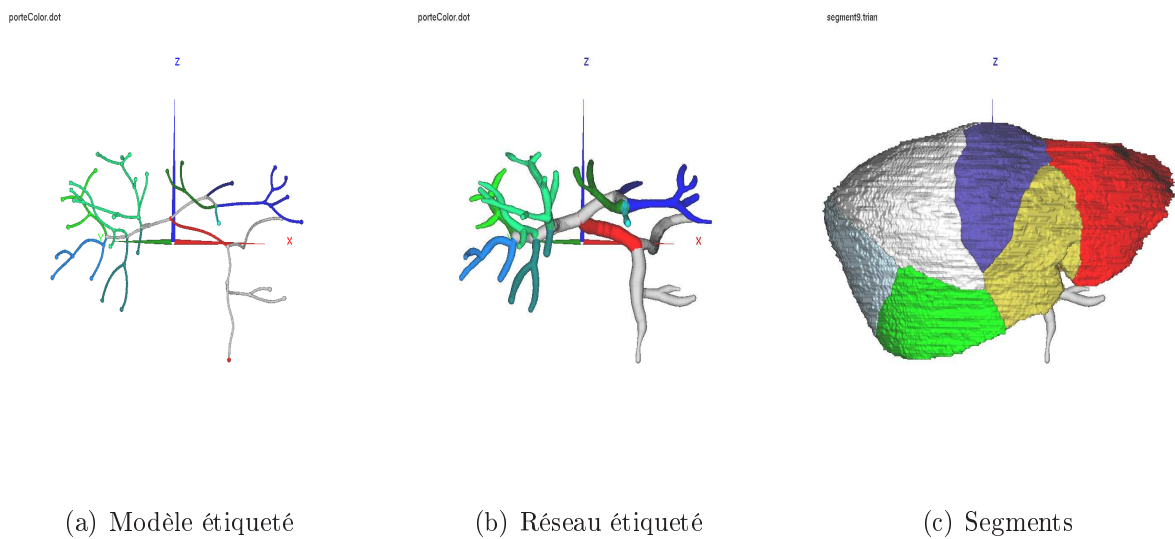 porteColor.dot
porteColor.dot
segment9.trian
Z
Z
Z
Y
X
X
(a) Modèle étiqueté
(b) Réseau étiqueté
(c) Segments